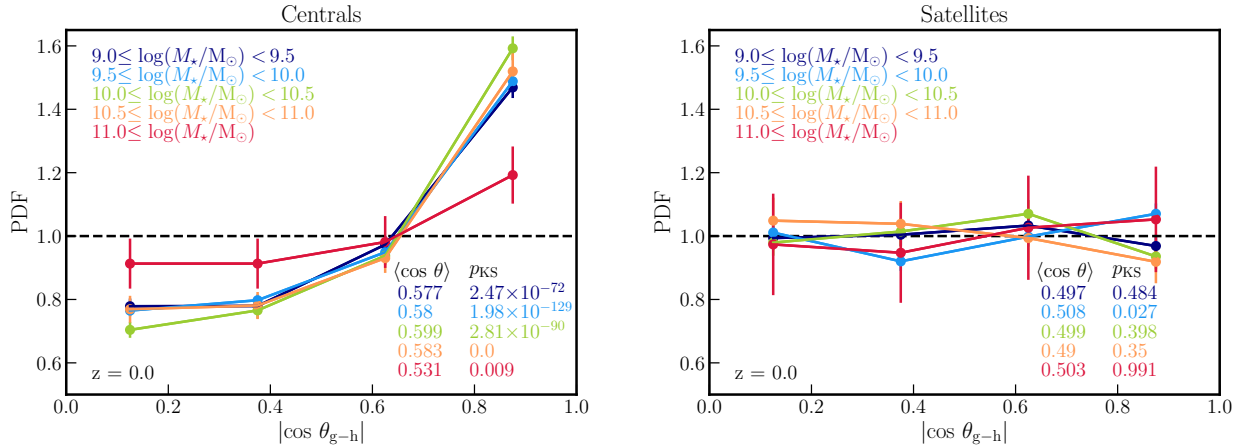 Centrals
9.0≤ log(M⋆/M⊙) < 9.5
9.5≤ log(M⋆/M⊙) < 10.0
10.0≤ log(M⋆/M⊙) < 10.5
10.5≤ log(M⋆/M⊙) < 11.0
11.0≤ log(M⋆/M⊙)
PDF
1.6
1.4
1.2
1.0
0.8
0.6
⟨cos θ⟩ pKS
0.577 2.47×10⁻⁷²
0.58 1.98×10⁻¹²⁹
0.599 2.81×10⁻⁹⁰
0.583 0.0
0.531 0.009
z = 0.0
0.0 0.2 0.4 0.6 0.8 1.0
|cos θg−h|
Satellites
9.0≤ log(M⋆/M⊙) < 9.5
9.5≤ log(M⋆/M⊙) < 10.0
10.0≤ log(M⋆/M⊙) < 10.5
10.5≤ log(M⋆/M⊙) < 11.0
11.0≤ log(M⋆/M⊙)
PDF
1.6
1.4
1.2
1.0
0.8
0.6
⟨cos θ⟩ pKS
0.497 0.484
0.508 0.027
0.499 0.398
0.49 0.35
0.503 0.991
z = 0.0
0.0 0.2 0.4 0.6 0.8 1.0
|cos θg−h|